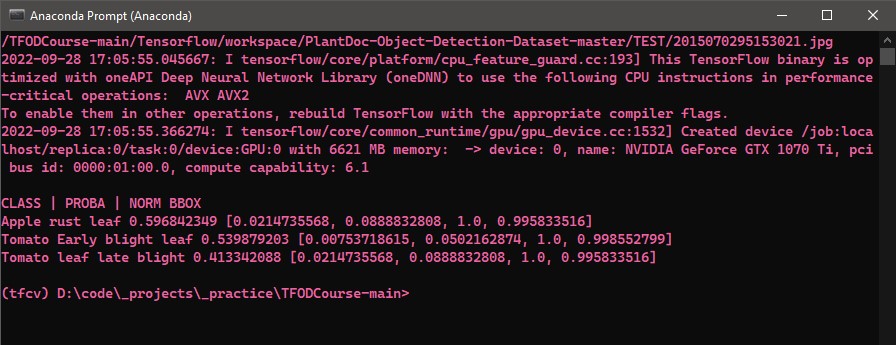 Anaconda Prompt (Anaconda)
/TFODCourse-main/Tensorflow/workspace/PlantDoc-Object-Detection-Dataset-master/TEST/2015070295153021.jpg
2022-09-28 17:05:55.045667: I tensorflow/core/platform/cpu_feature_guard.cc:193] This TensorFlow binary is op
timized with oneAPI Deep Neural Network Library (oneDNN) to use the following CPU instructions in performance
-critical operations:  AVX AVX2
To enable them in other operations, rebuild TensorFlow with the appropriate compiler flags.
2022-09-28 17:05:55.366274: I tensorflow/core/common_runtime/gpu/gpu_device.cc:1532] Created device /job:loca
lhost/replica:0/task:0/device:GPU:0 with 6621 MB memory:  -> device: 0, name: NVIDIA GeForce GTX 1070 Ti, pci
 bus id: 0000:01:00.0, compute capability: 6.1
CLASS | PROBA | NORM BBOX
Apple rust leaf 0.596842349 [0.0214735568, 0.0888832808, 1.0, 0.995833516]
Tomato Early blight leaf 0.539879203 [0.00753718615, 0.0502162874, 1.0, 0.998552799]
Tomato leaf late blight 0.413342088 [0.0214735568, 0.0888832808, 1.0, 0.995833516]
(tfcv) D:\code\_projects\_practice\TFODCourse-main>